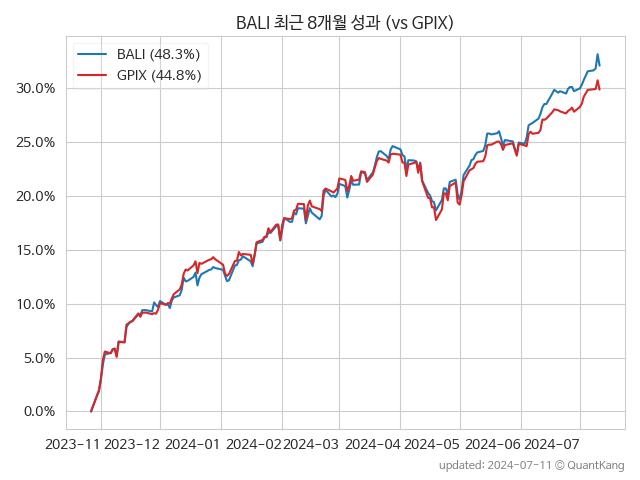 BALI 최근 8개월 성과 (vs GPIX)
BALI (48.3%)
GPIX (44.8%)
30.0%
25.0%
20.0%
15.0%
10.0%
5.0%
0.0%
2023-11 2023-12 2024-01 2024-02 2024-03 2024-04 2024-05 2024-06 2024-07
updated: 2024-07-11 © QuantKang